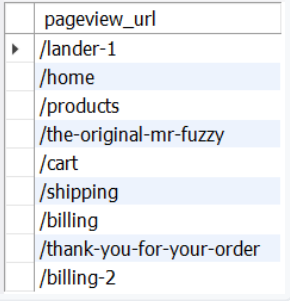 pageview_url
/lander-1
/home
/products
/the-original-mr-fuzzy
/cart
/shipping
/billing
/thank-you-for-your-order
/billing-2